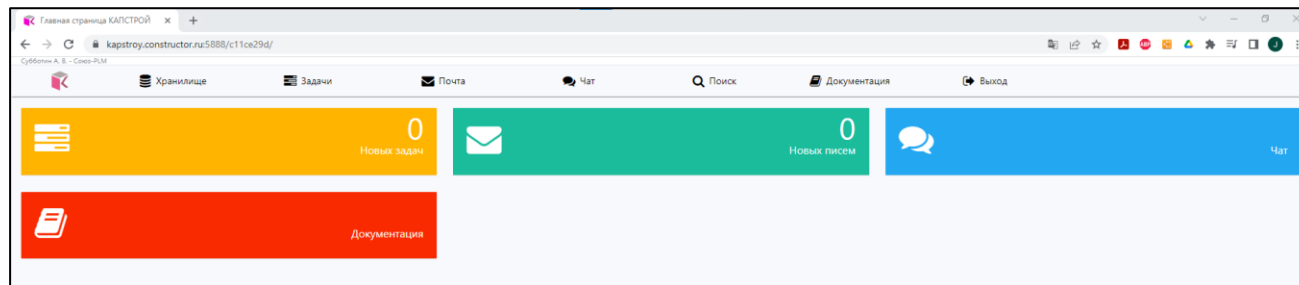 Главная страница КАПСТРОЙ
kapstroy.constructor.ru:5888/c11ce29d/
Субботин А. В. - Союз-PLM
Хранилище Задачи Почта Чат Поиск Документация Выход
0
Новых задач
0
Новых писем
Чат
Документация